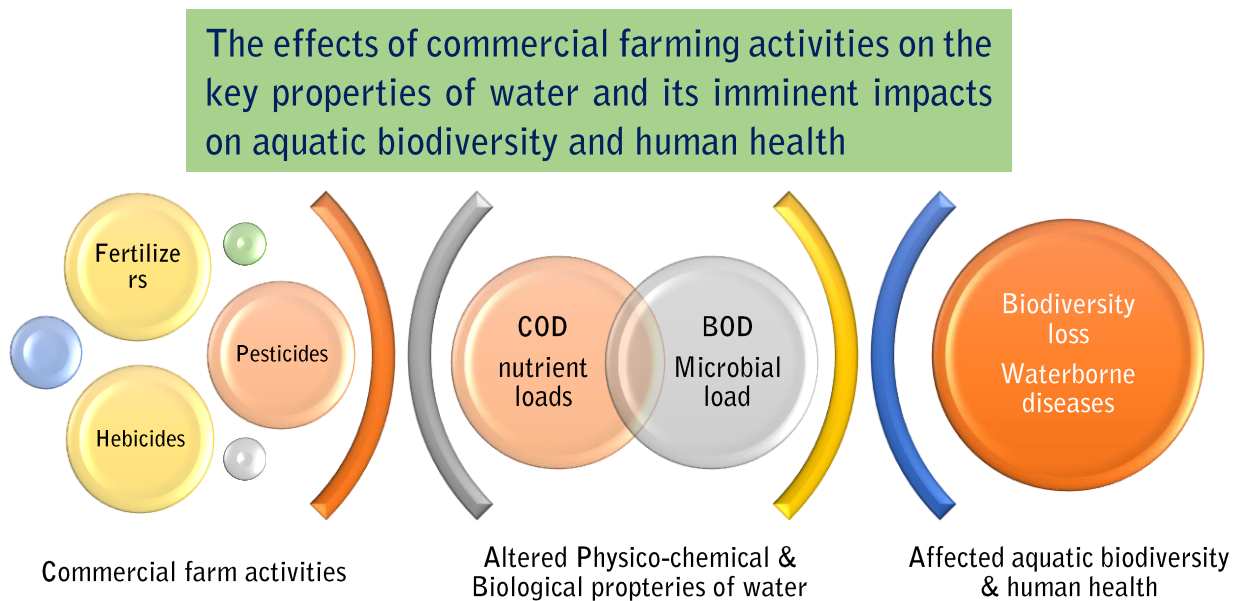 The effects of commercial farming activities on the
key properties of water and its imminent impacts
on aquatic biodiversity and human health
Fertilize
rs
Pesticides
Hebicides
COD
nutrient
loads
BOD
Microbial
load
Biodiversity
loss
Waterborne
diseases
Commercial farm activities
Altered Physico-chemical &
Biological propteries of water
Affected aquatic biodiversity
& human health